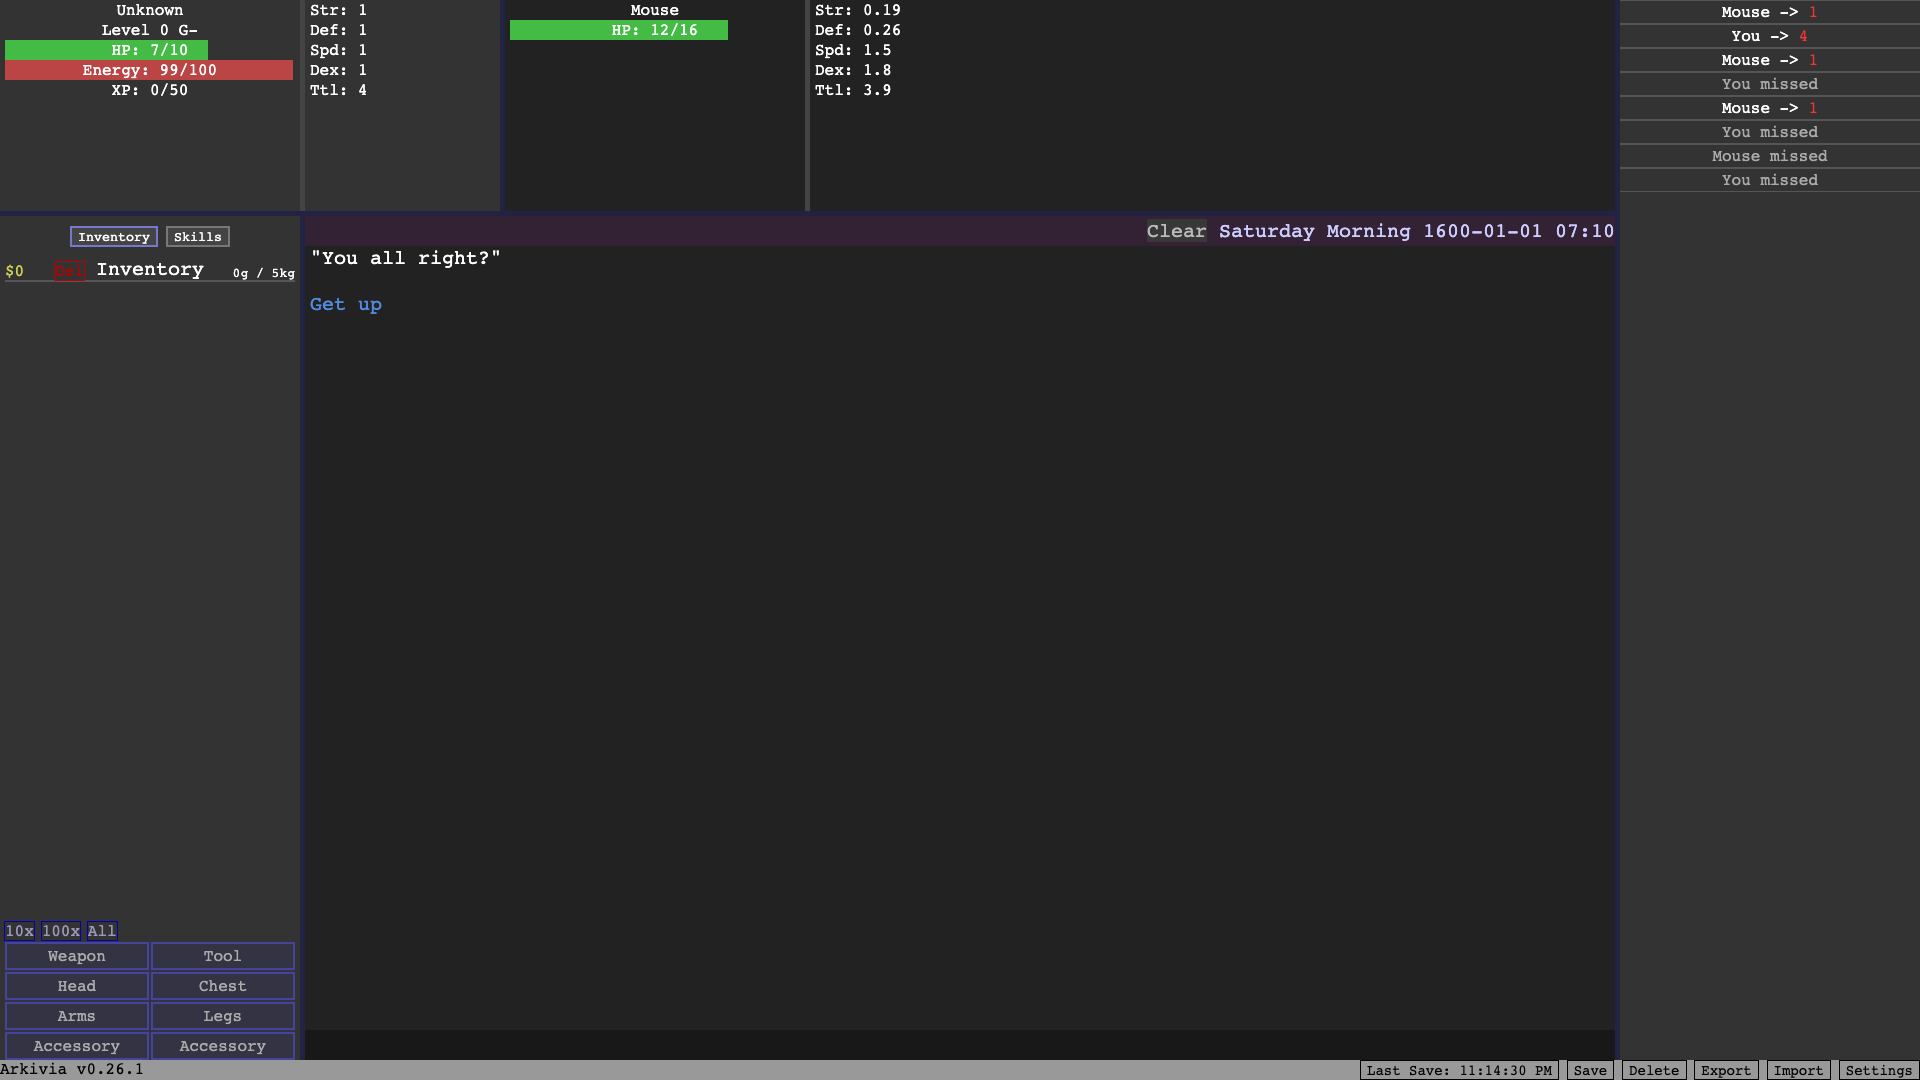 Unknown
Level 0 G-
HP: 7/10
Energy: 99/100
XP: 0/50
Str: 1
Def: 1
Spd: 1
Dex: 1
Ttl: 4
Mouse
HP: 12/16
Str: 0.19
Def: 0.26
Spd: 1.5
Dex: 1.8
Ttl: 3.9
Mouse -> 1
You -> 4
Mouse -> 1
You missed
Mouse -> 1
You missed
Mouse missed
You missed
Inventory Skills
$0 Del Inventory 0g / 5kg
Clear Saturday Morning 1600-01-01 07:10
"You all right?"
Get up
10x 100x All
Weapon Tool
Head Chest
Arms Legs
Accessory Accessory
Arkivia v0.26.1 Last Save: 11:14:30 PM Save Delete Export Import Settings